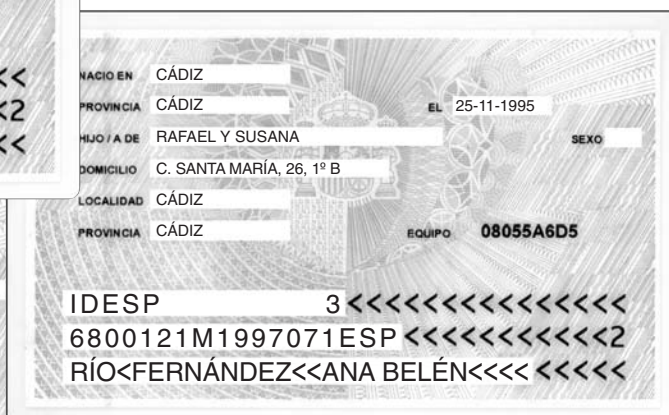 <<
<2
<<
NACIO EN CÁDIZ
PROVINCIA CÁDIZ EL 25-11-1995
HIJO / A DE RAFAEL Y SUSANA SEXO
DOMICILIO C. SANTA MARÍA, 26, 1º B
LOCALIDAD CÁDIZ
PROVINCIA CÁDIZ EQUIPO 08055A6D5
IDESP 3<<<<<<<<<<<<<<<
6800121M1997071ESP<<<<<<<<<<<2
RÍO<FERNÁNDEZ<<ANA BELÉN<<<< <<<<<